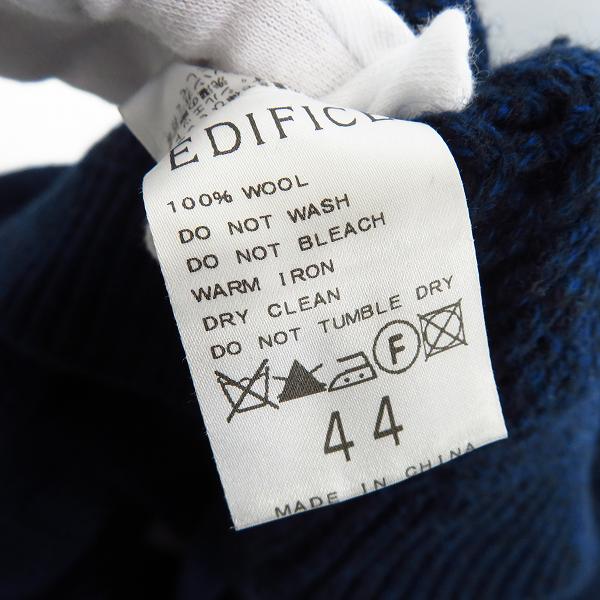 EDIFICE
100% WOOL
DO NOT WASH
DO NOT BLEACH
WARM IRON
DRY CLEAN
DO NOT TUMBLE DRY
F
44
MADE IN CHINA